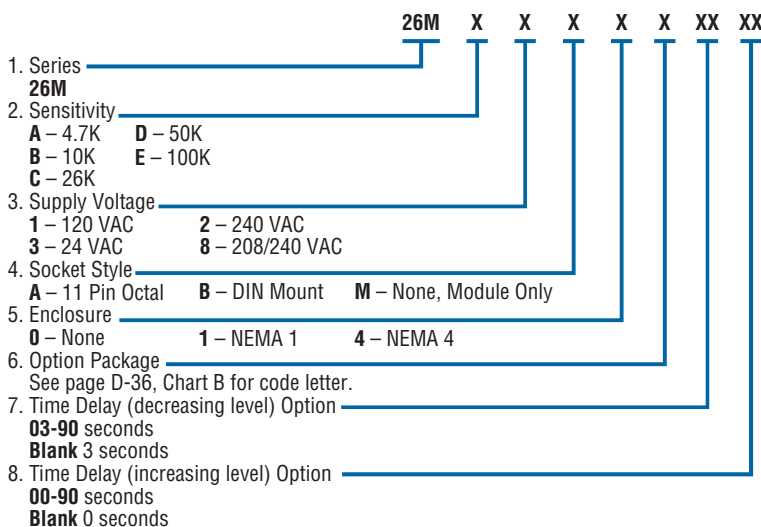 26M X X X X X XX XX
1. Series
26M
2. Sensitivity
A – 4.7K D – 50K
B – 10K E – 100K
C – 26K
3. Supply Voltage
1 – 120 VAC 2 – 240 VAC
3 – 24 VAC 8 – 208/240 VAC
4. Socket Style
A – 11 Pin Octal B – DIN Mount M – None, Module Only
5. Enclosure
0 – None 1 – NEMA 1 4 – NEMA 4
6. Option Package
See page D-36, Chart B for code letter.
7. Time Delay (decreasing level) Option
03-90 seconds
Blank 3 seconds
8. Time Delay (increasing level) Option
00-90 seconds
Blank 0 seconds